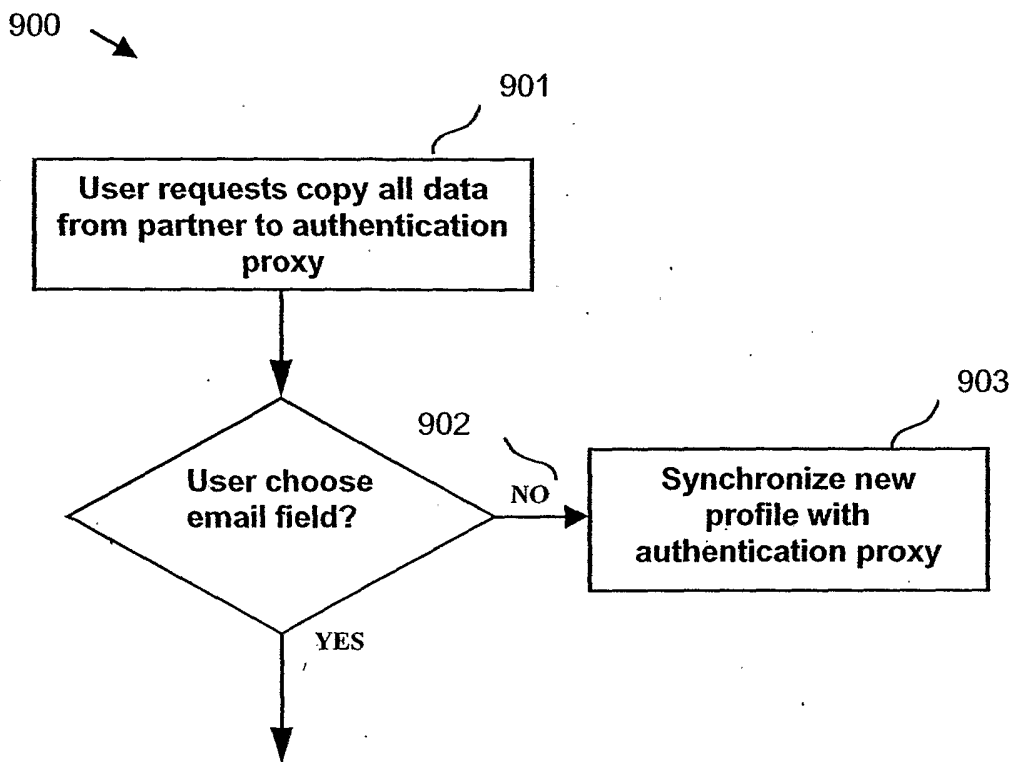 900
901
User requests copy all data
from partner to authentication
proxy
902
903
User choose
email field?
NO
Synchronize new
profile with
authentication proxy
YES